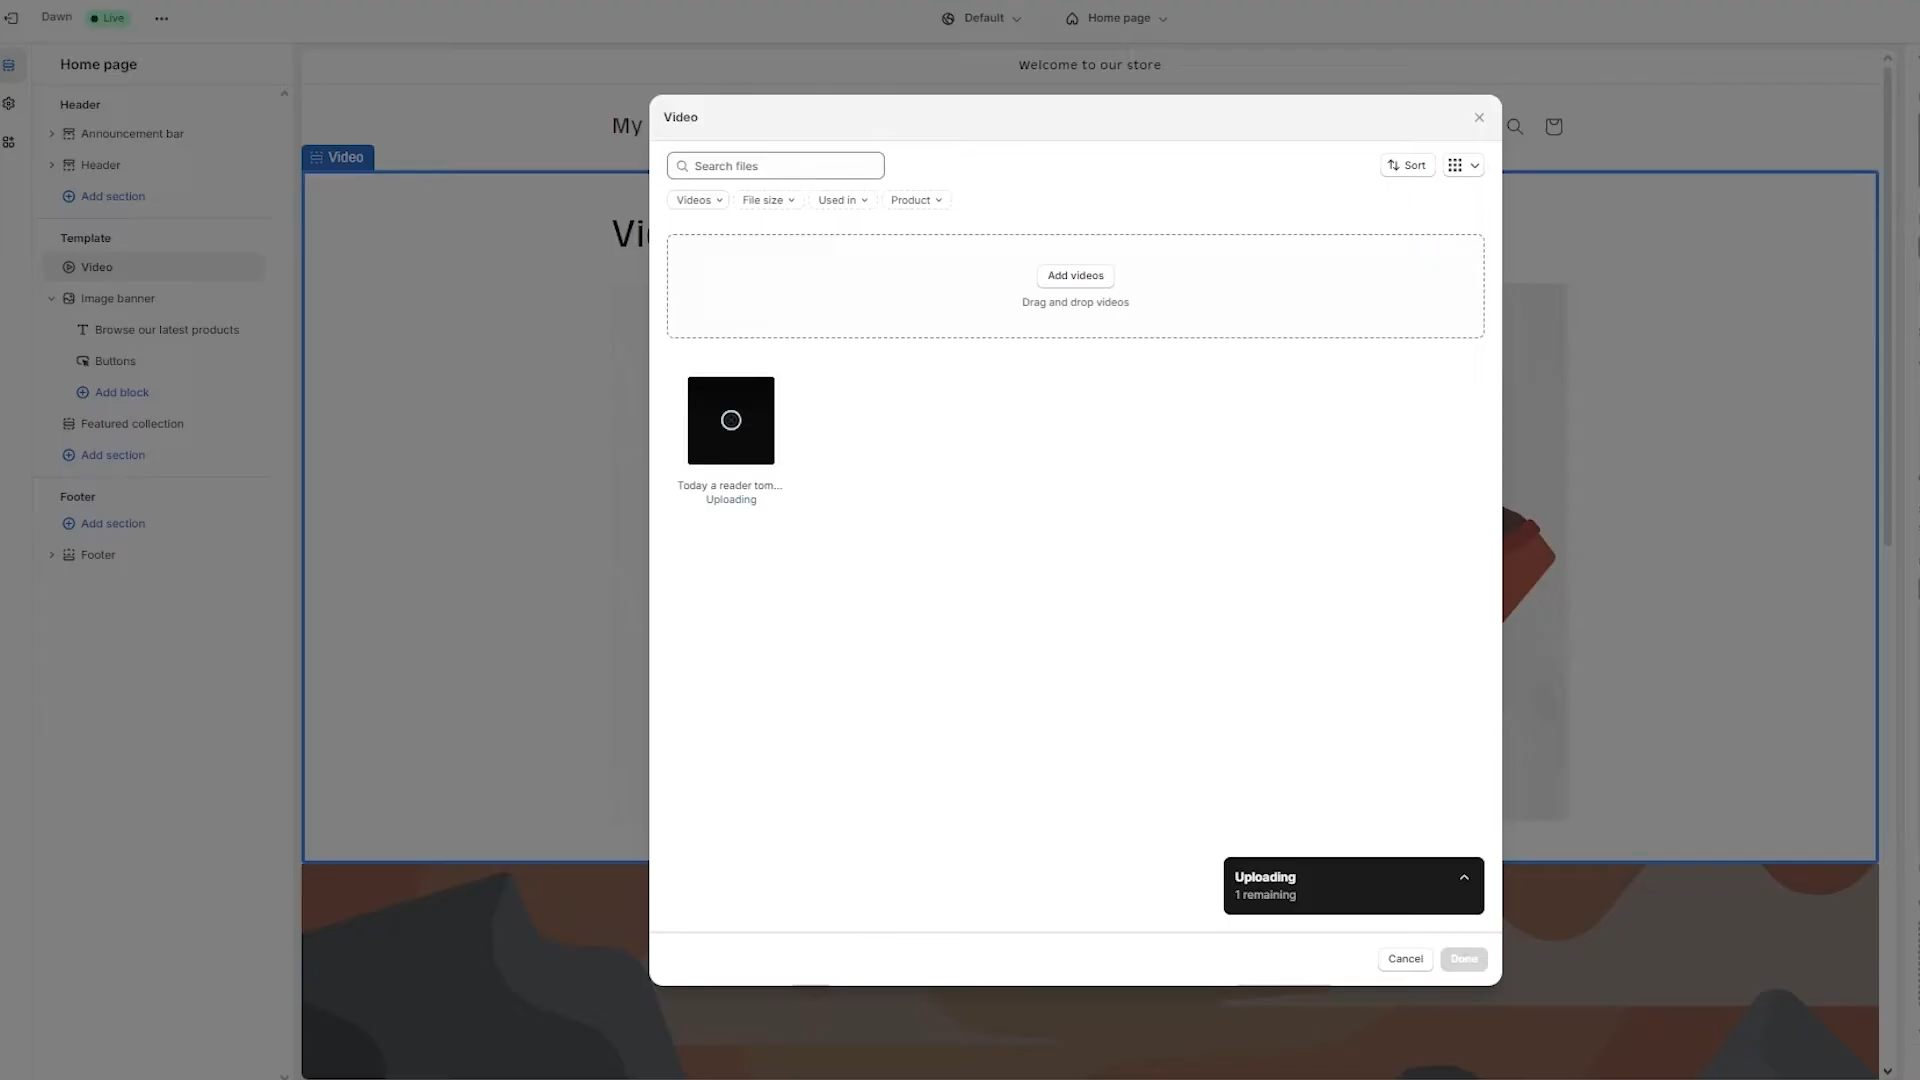 Dawn
Live
Default
Home page
Home page
Header
Announcement bar
Header
Add section
Template
Video
Image banner
Browse our latest products
Buttons
Add block
Featured collection
Add section
Footer
Add section
Footer
Welcome to our store
My
Video
Vi
Video
Search files
Sort
Videos
File size
Used in
Product
Add videos
Drag and drop videos
Today a reader tom...
Uploading
Uploading
1 remaining
Cancel
Done